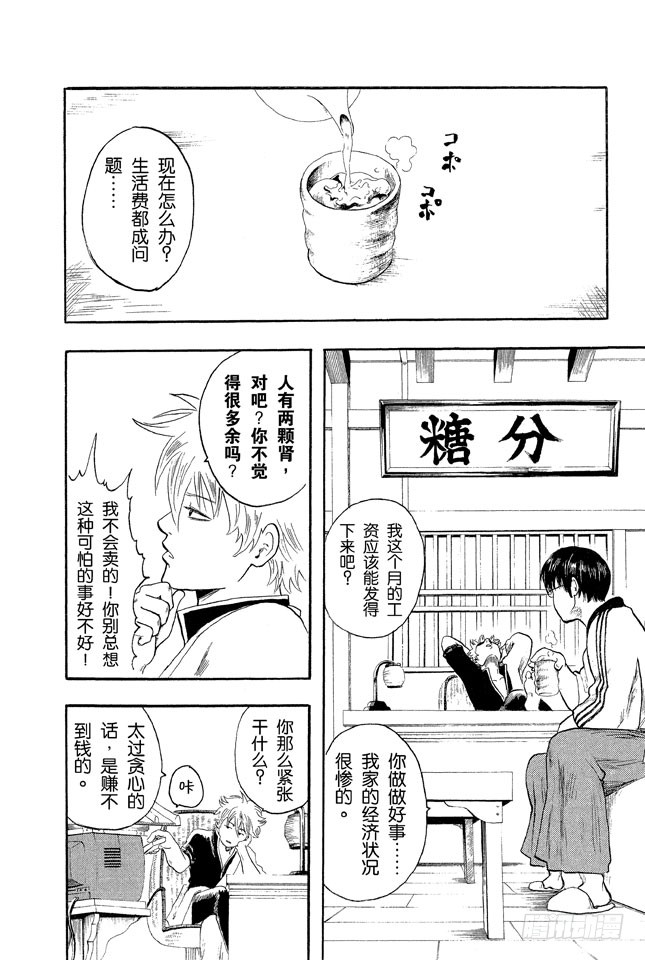 现在怎么办？
生活费都成问
题……
コポ
コポ
糖分
我这个月的工
资应该能发得
下来吧？
你做做好事……
我家的经济状况
很惨的。
人有两颗肾，
对吧？你不觉
得很多余吗？
我不会卖的！你别总想
这种可怕的事好不好！
你那么紧张
干什么？
咔
太过贪心的
话，是赚不
到钱的。
腾讯动漫